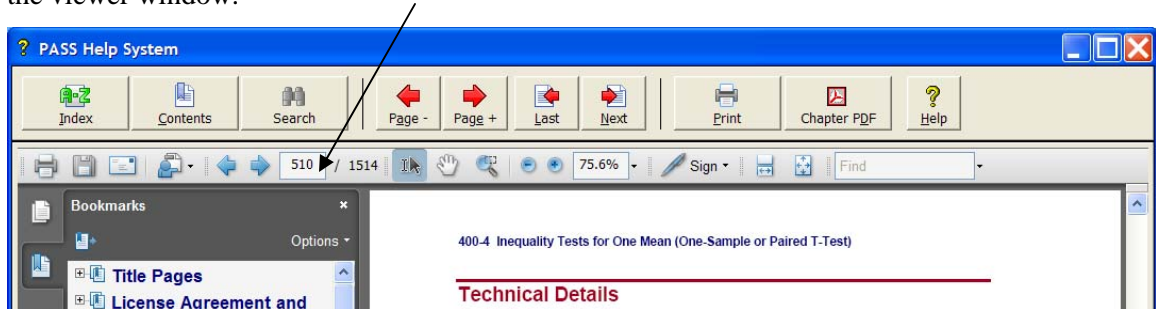 the viewer window.
? PASS Help System
Index Contents Search Page - Page + Last Next Print Chapter PDF Help
510 / 1514 75.6% Sign Find
Bookmarks
Options
400-4 Inequality Tests for One Mean (One-Sample or Paired T-Test)
Title Pages
Technical Details
License Agreement and